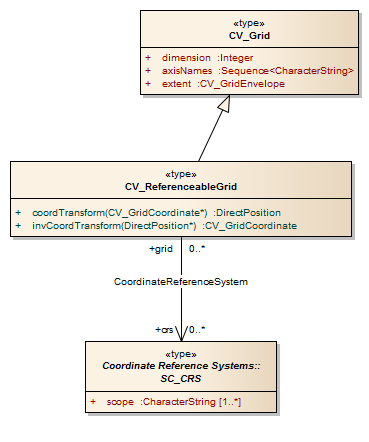 «type»
CV_Grid
+ dimension :Integer
+ axisNames :Sequence<CharacterString>
+ extent :CV_GridEnvelope
«type»
CV_ReferenceableGrid
+ coordTransform(CV_GridCoordinate*) :DirectPosition
+ invCoordTransform(DirectPosition*) :CV_GridCoordinate
+grid 0..*
CoordinateReferenceSystem
+crs 0..*
«type»
Coordinate Reference Systems::
SC_CRS
+ scope :CharacterString [1..*]